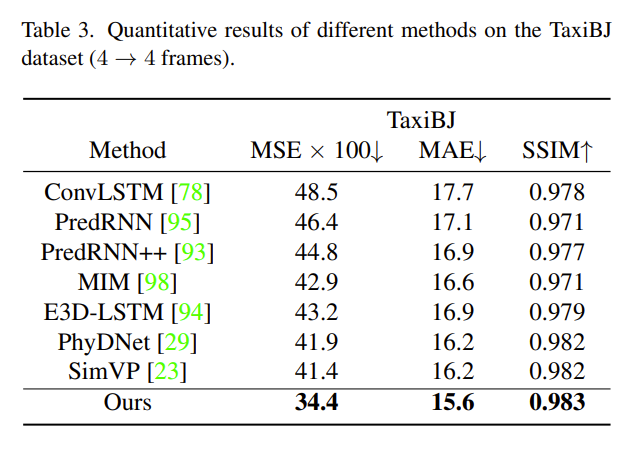 Table 3. Quantitative results of different methods on the TaxiBJ
dataset (4 → 4 frames).
TaxiBJ
Method MSE × 100↓ MAE↓ SSIM↑
ConvLSTM [78] 48.5 17.7 0.978
PredRNN [95] 46.4 17.1 0.971
PredRNN++ [93] 44.8 16.9 0.977
MIM [98] 42.9 16.6 0.971
E3D-LSTM [94] 43.2 16.9 0.979
PhyDNet [29] 41.9 16.2 0.982
SimVP [23] 41.4 16.2 0.982
Ours 34.4 15.6 0.983